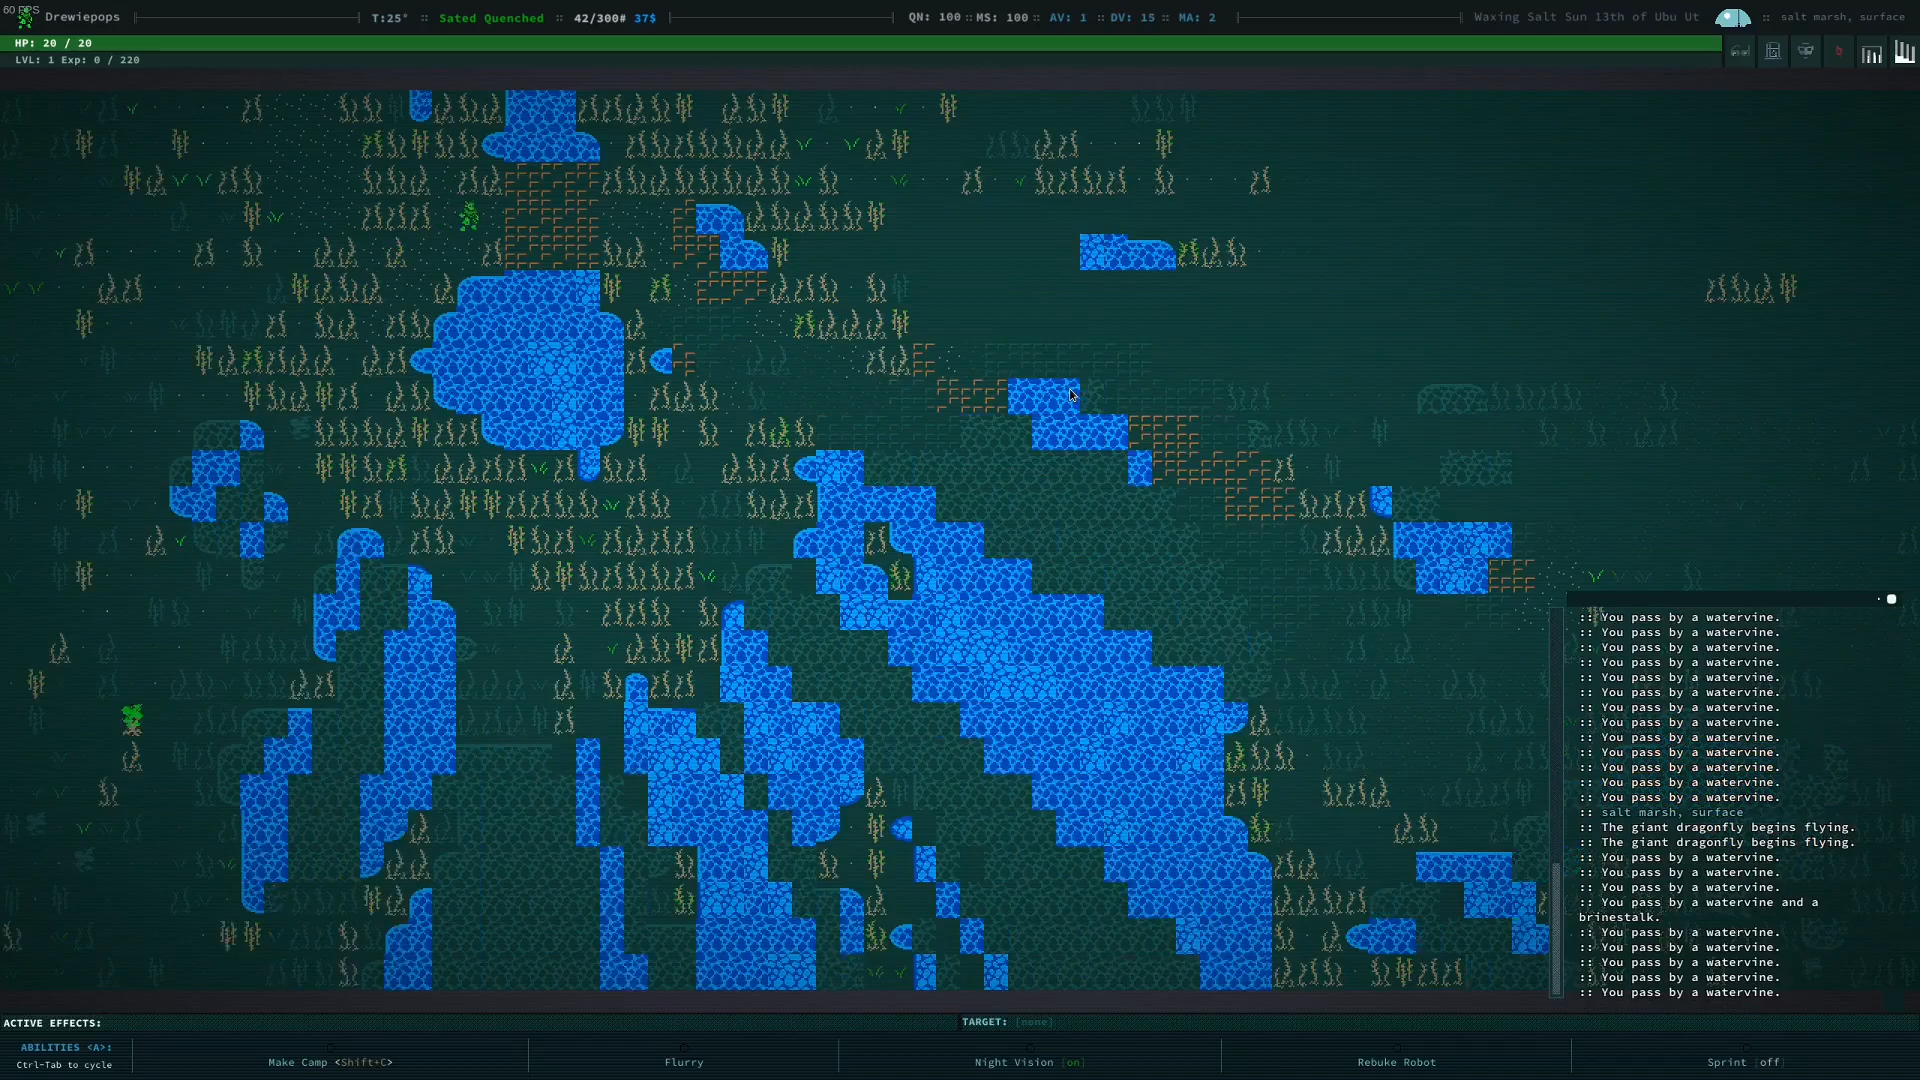 60 FPS
Drewiepops
T:25° :: Sated Quenched :: 42/300# 37$
QN: 100 :: MS: 100 :: AV: 1 :: DV: 15 :: MA: 2
Waxing Salt Sun 13th of Ubu Ut
:: salt marsh, surface
HP: 20 / 20
LVL: 1 Exp: 0 / 220
:: You pass by a watervine.
:: You pass by a watervine.
:: You pass by a watervine.
:: You pass by a watervine.
:: You pass by a watervine.
:: You pass by a watervine.
:: You pass by a watervine.
:: You pass by a watervine.
:: You pass by a watervine.
:: You pass by a watervine.
:: You pass by a watervine.
:: You pass by a watervine.
:: You pass by a watervine.
:: salt marsh, surface
:: The giant dragonfly begins flying.
:: The giant dragonfly begins flying.
:: You pass by a watervine.
:: You pass by a watervine.
:: You pass by a watervine.
:: You pass by a watervine and a
brinestalk.
:: You pass by a watervine.
:: You pass by a watervine.
:: You pass by a watervine.
:: You pass by a watervine.
:: You pass by a watervine.
ACTIVE EFFECTS:
TARGET: [none]
ABILITIES <A>:
Ctrl-Tab to cycle
Make Camp <Shift+C>
Flurry
Night Vision [on]
Rebuke Robot
Sprint [off]